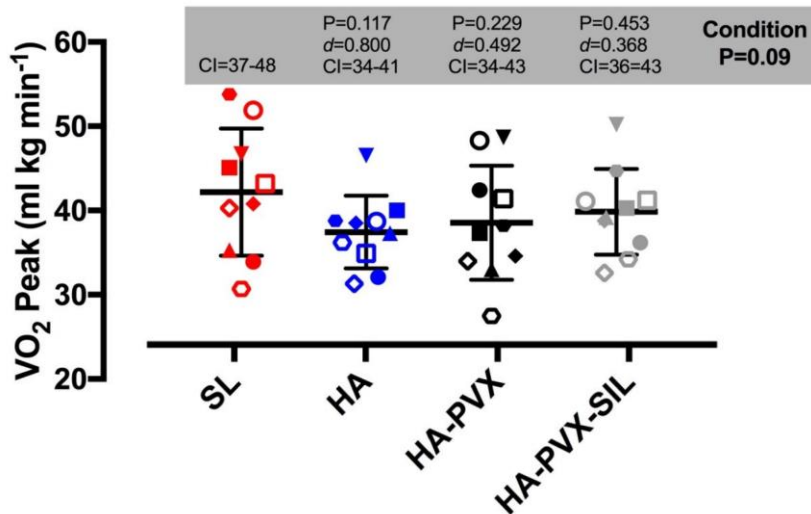 P=0.117 P=0.229 P=0.453 Condition
d=0.800 d=0.492 d=0.368 P=0.09
CI=37-48 CI=34-41 CI=34-43 CI=36=43
VO2 Peak (ml kg min⁻¹)
60
50
40
30
20
SL
HA
HA-PVX
HA-PVX-SIL